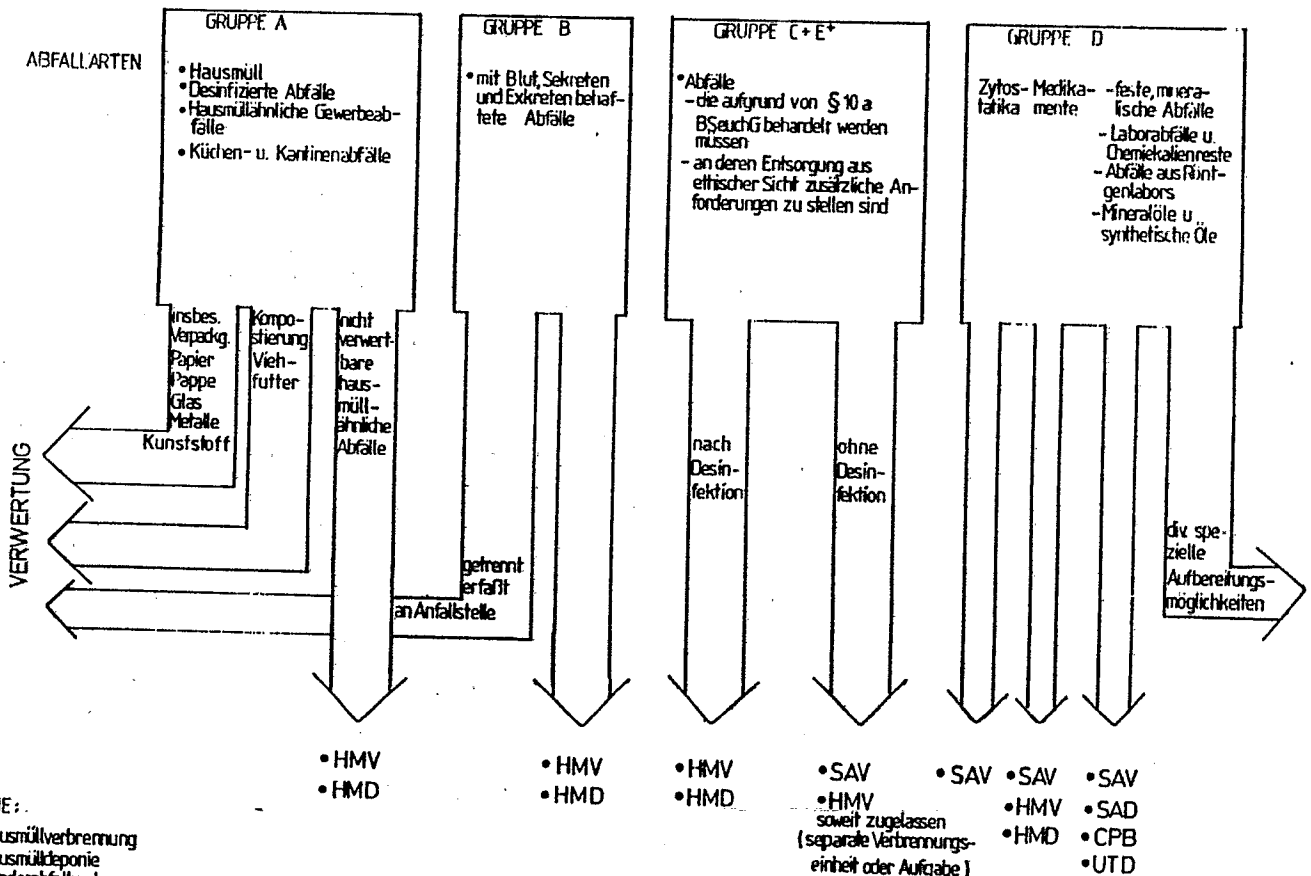 ABFALLARTEN
GRUPPE A
• Hausmüll
• Desinfizierte Abfälle
• Hausmüllähnliche Gewerbeab-
fälle
• Küchen- u. Kantinenabfälle
GRUPPE B
• mit Blut, Sekreten
und Exkreten behaf-
tete Abfälle
GRUPPE C + E+
• Abfälle
- die aufgrund von § 10 a
BSeuchG behandelt werden
müssen
- an deren Entsorgung aus
ethischer Sicht zusätzliche An-
forderungen zu stellen sind
GRUPPE D
Zytos-
tatika
Medika-
mente
- feste, minera-
lische Abfälle
- Laborabfälle u.
Chemiekalienreste
- Abfälle aus Rönt-
genlabors
- Mineralöle u
synthetische Öle
insbes.
Verpackg.
Papier
Pappe
Glas
Metalle
Kunststoff
Kompo-
stierung
Vieh-
futter
nicht
verwert-
bare
haus-
müll-
ähnliche
Abfälle
VERWERTUNG
getrennt
erfaßt
an Anfallstelle
nach
Desin-
fektion
ohne
Desin-
fektion
div. spe-
zielle
Aufbereitungs-
möglichkeiten
• HMV
• HMD
• HMV
• HMD
• HMV
• HMD
• SAV
• HMV
soweit zugelassen
(separate Verbrennungs-
einheit oder Aufgabe)
• SAV
• SAV
• HMV
• HMD
• SAV
• SAD
• CPB
• UTD
E:
usmüllverbrennung
usmülldeponie